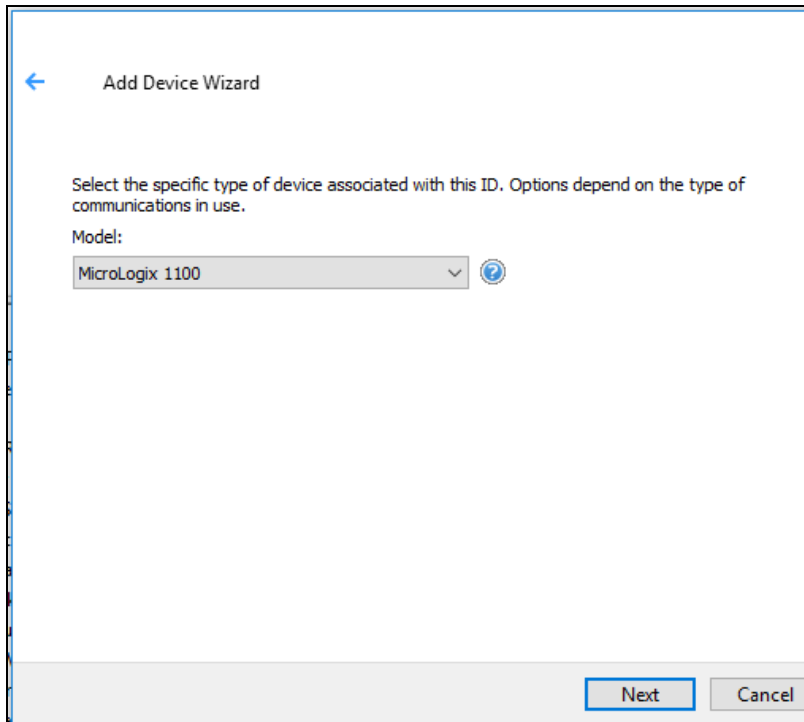 Add Device Wizard
Select the specific type of device associated with this ID. Options depend on the type of
communications in use.
Model:
MicroLogix 1100
Next
Cancel